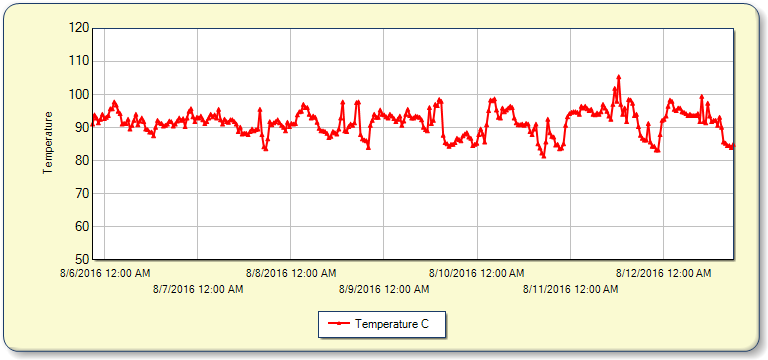 120
110
100
90
80
70
60
50
Temperature
8/6/2016 12:00 AM
8/7/2016 12:00 AM
8/8/2016 12:00 AM
8/9/2016 12:00 AM
8/10/2016 12:00 AM
8/11/2016 12:00 AM
8/12/2016 12:00 AM
Temperature C